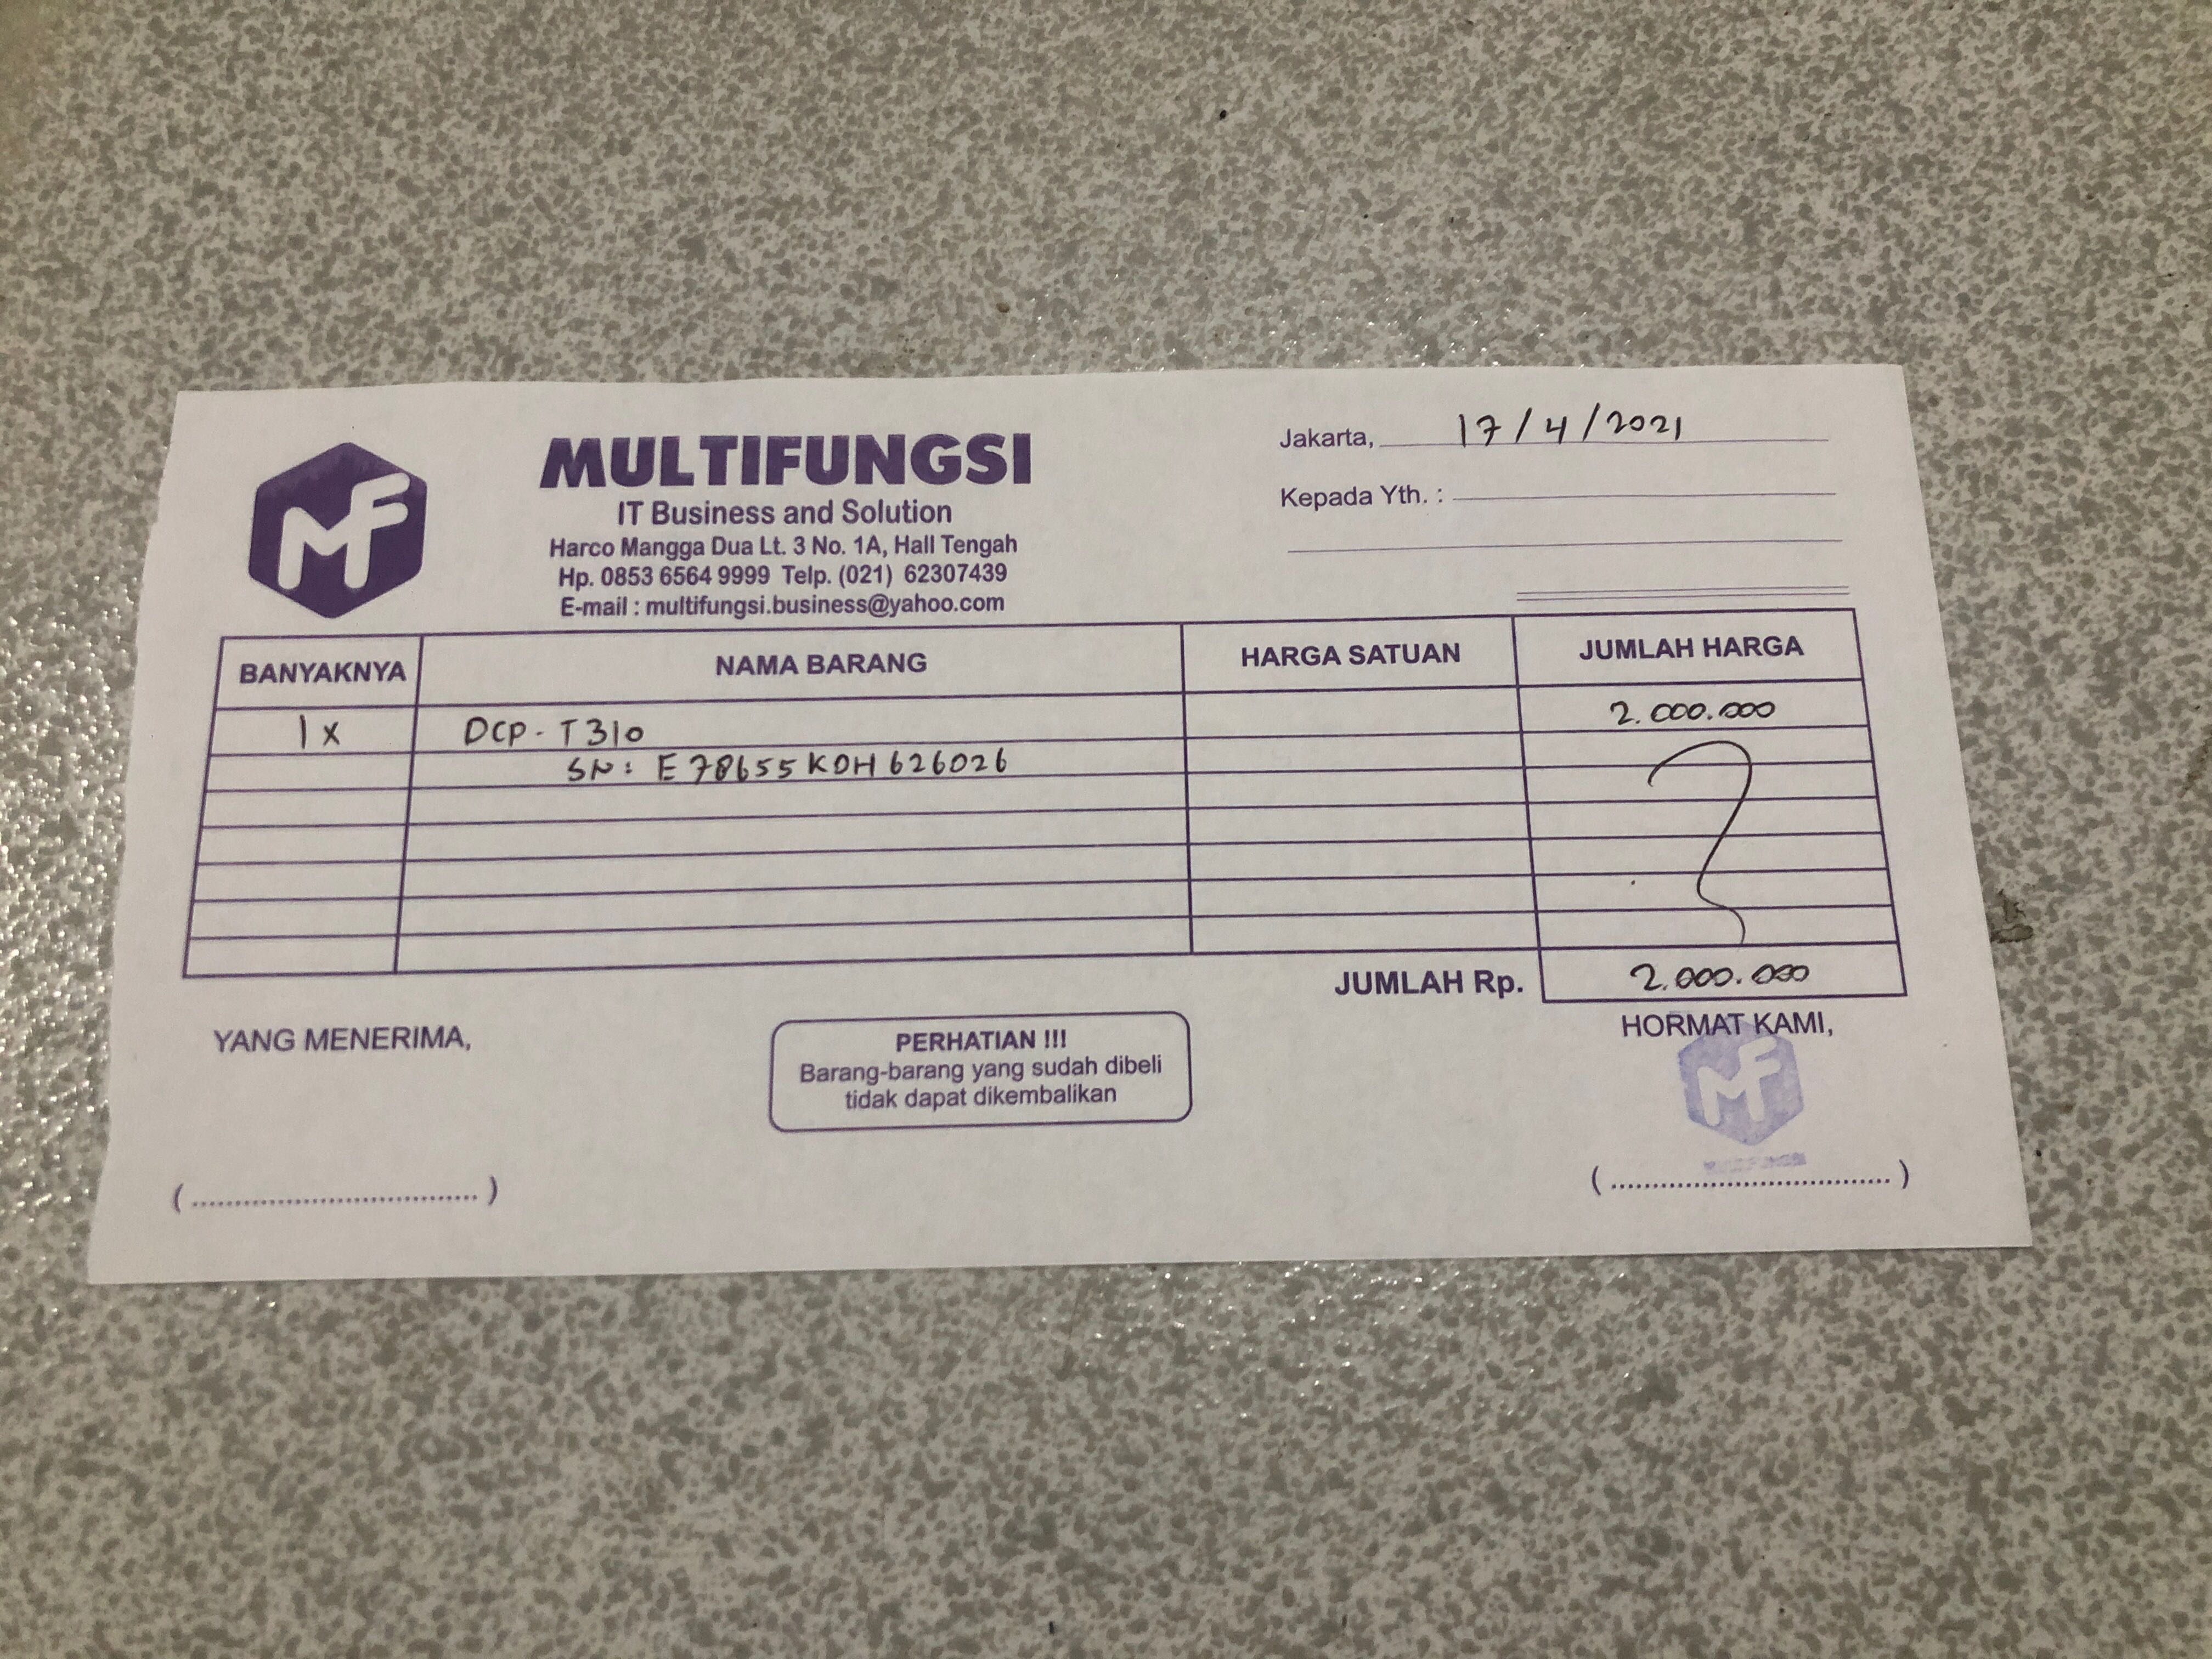 MF
MULTIFUNGSI
IT Business and Solution
Harco Mangga Dua Lt. 3 No. 1A, Hall Tengah
Hp. 0853 6564 9999 Telp. (021) 62307439
E-mail : multifungsi.business@yahoo.com
Jakarta, 17/4/2021
Kepada Yth. :
BANYAKNYA NAMA BARANG HARGA SATUAN JUMLAH HARGA
1 x DCP - T310 2.000.000
SN : E78655KOH626026
JUMLAH Rp. 2.000.000
YANG MENERIMA,
PERHATIAN !!!
Barang-barang yang sudah dibeli
tidak dapat dikembalikan
HORMAT KAMI,
MF
MULTIFUNGSI
(..................................)
(..................................)